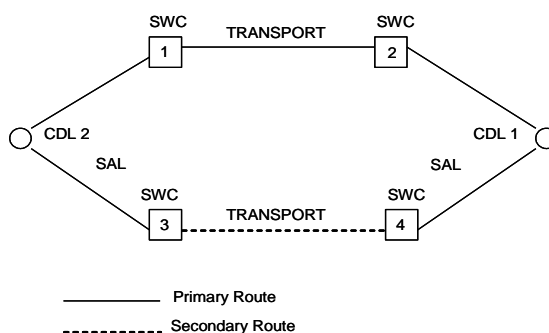 SWC
TRANSPORT
SWC
1
2
CDL 2
CDL 1
SAL
SAL
SWC
TRANSPORT
SWC
3
4
Primary Route
Secondary Route